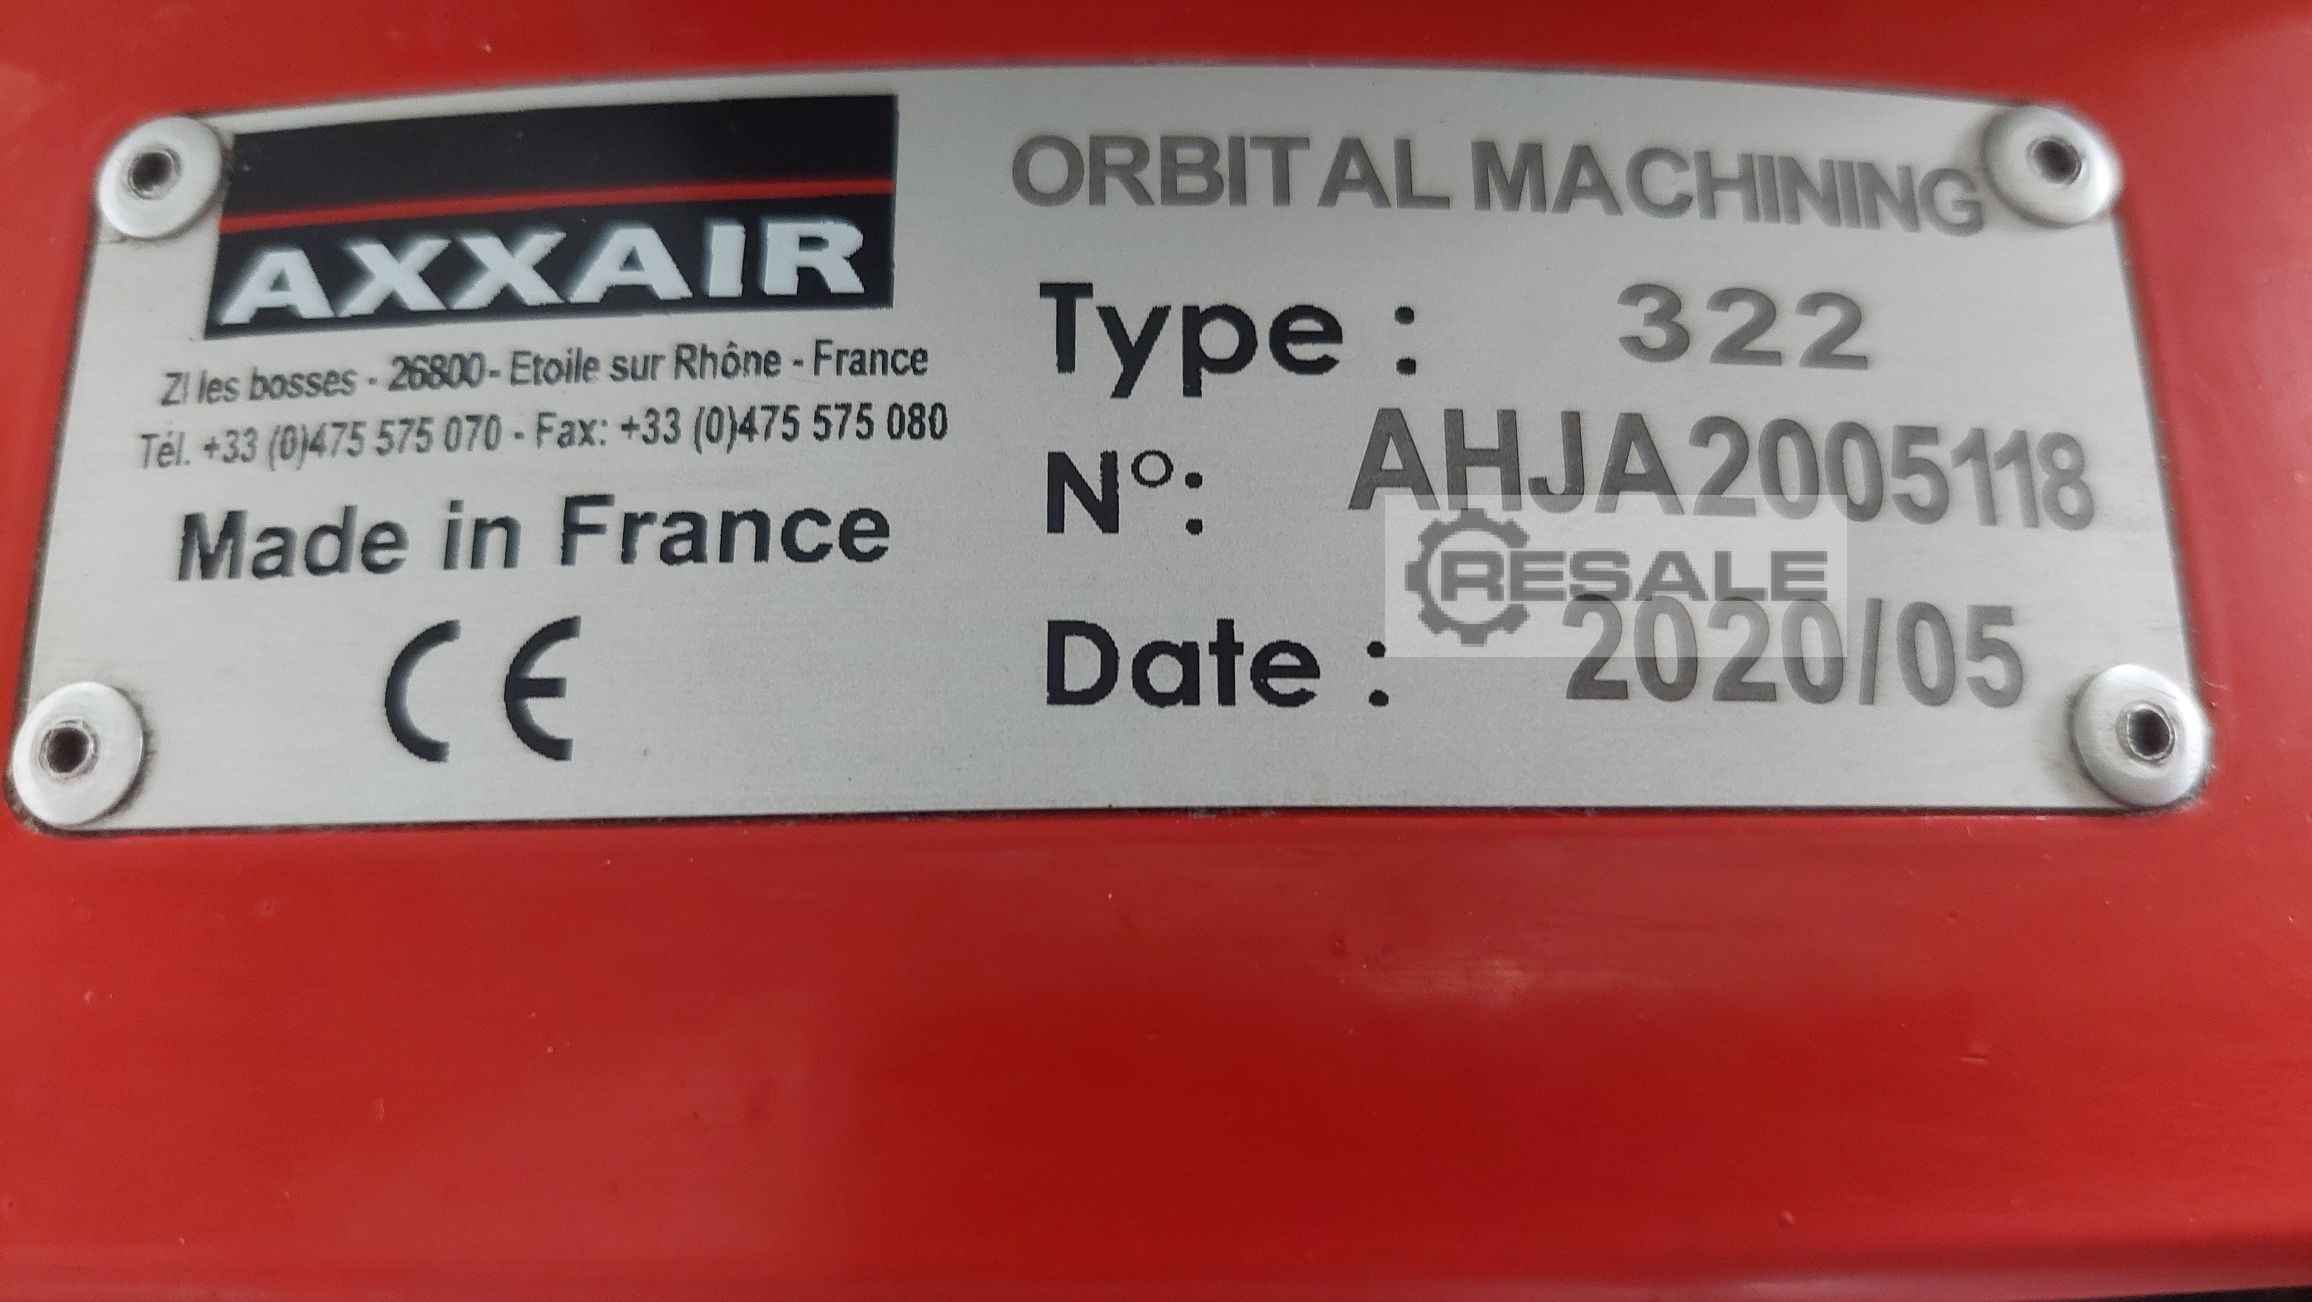 AXXAIR
ZI les bosses - 26800- Etoile sur Rhône - France
Tél. +33 (0)475 575 070 - Fax: +33 (0)475 575 080
Made in France
CE
ORBITAL MACHINING
Type : 322
N°: AHJA2005118
RESALE
Date : 2020/05